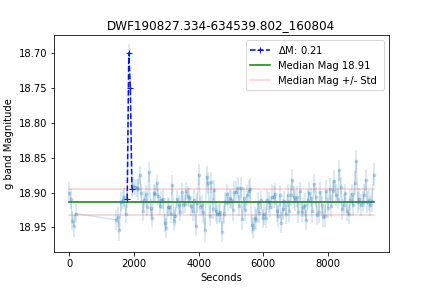 DWF190827.334-634539.802_160804
ΔM: 0.21
Median Mag 18.91
Median Mag +/- Std
g band Magnitude
18.70
18.75
18.80
18.85
18.90
18.95
0 2000 4000 6000 8000
Seconds